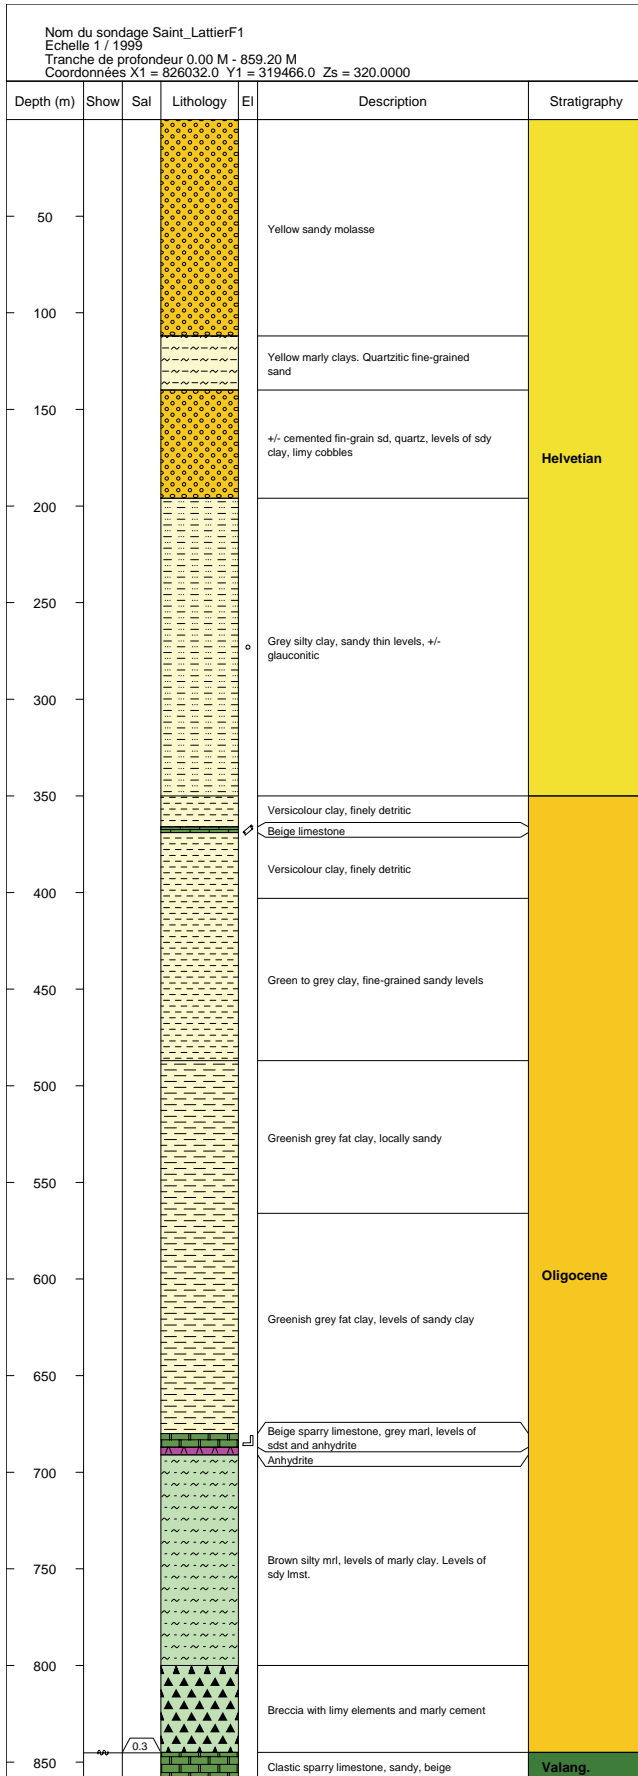 Nom du sondage Saint_LattierF1
Echelle 1 / 1999
Tranche de profondeur 0.00 M - 859.20 M
Coordonnées X1 = 826032.0 Y1 = 319466.0 Zs = 320.0000
Depth (m) Show Sal Lithology El Description Stratigraphy
50
Yellow sandy molasse
100
Yellow marly clays. Quartzitic fine-grained
sand
150
+/- cemented fin-grain sd, quartz, levels of sdy
clay, limy cobbles
Helvetian
200
250
Grey silty clay, sandy thin levels, +/-
glauconitic
300
350
Versicolour clay, finely detritic
Beige limestone
Versicolour clay, finely detritic
400
Green to grey clay, fine-grained sandy levels
450
500
Greenish grey fat clay, locally sandy
550
600
Oligocene
Greenish grey fat clay, levels of sandy clay
650
Beige sparry limestone, grey marl, levels of
sdst and anhydrite
Anhydrite
700
Brown silty mrl, levels of marly clay. Levels of
sdy lmst.
750
800
Breccia with limy elements and marly cement
0.3
850
Clastic sparry limestone, sandy, beige
Valang.